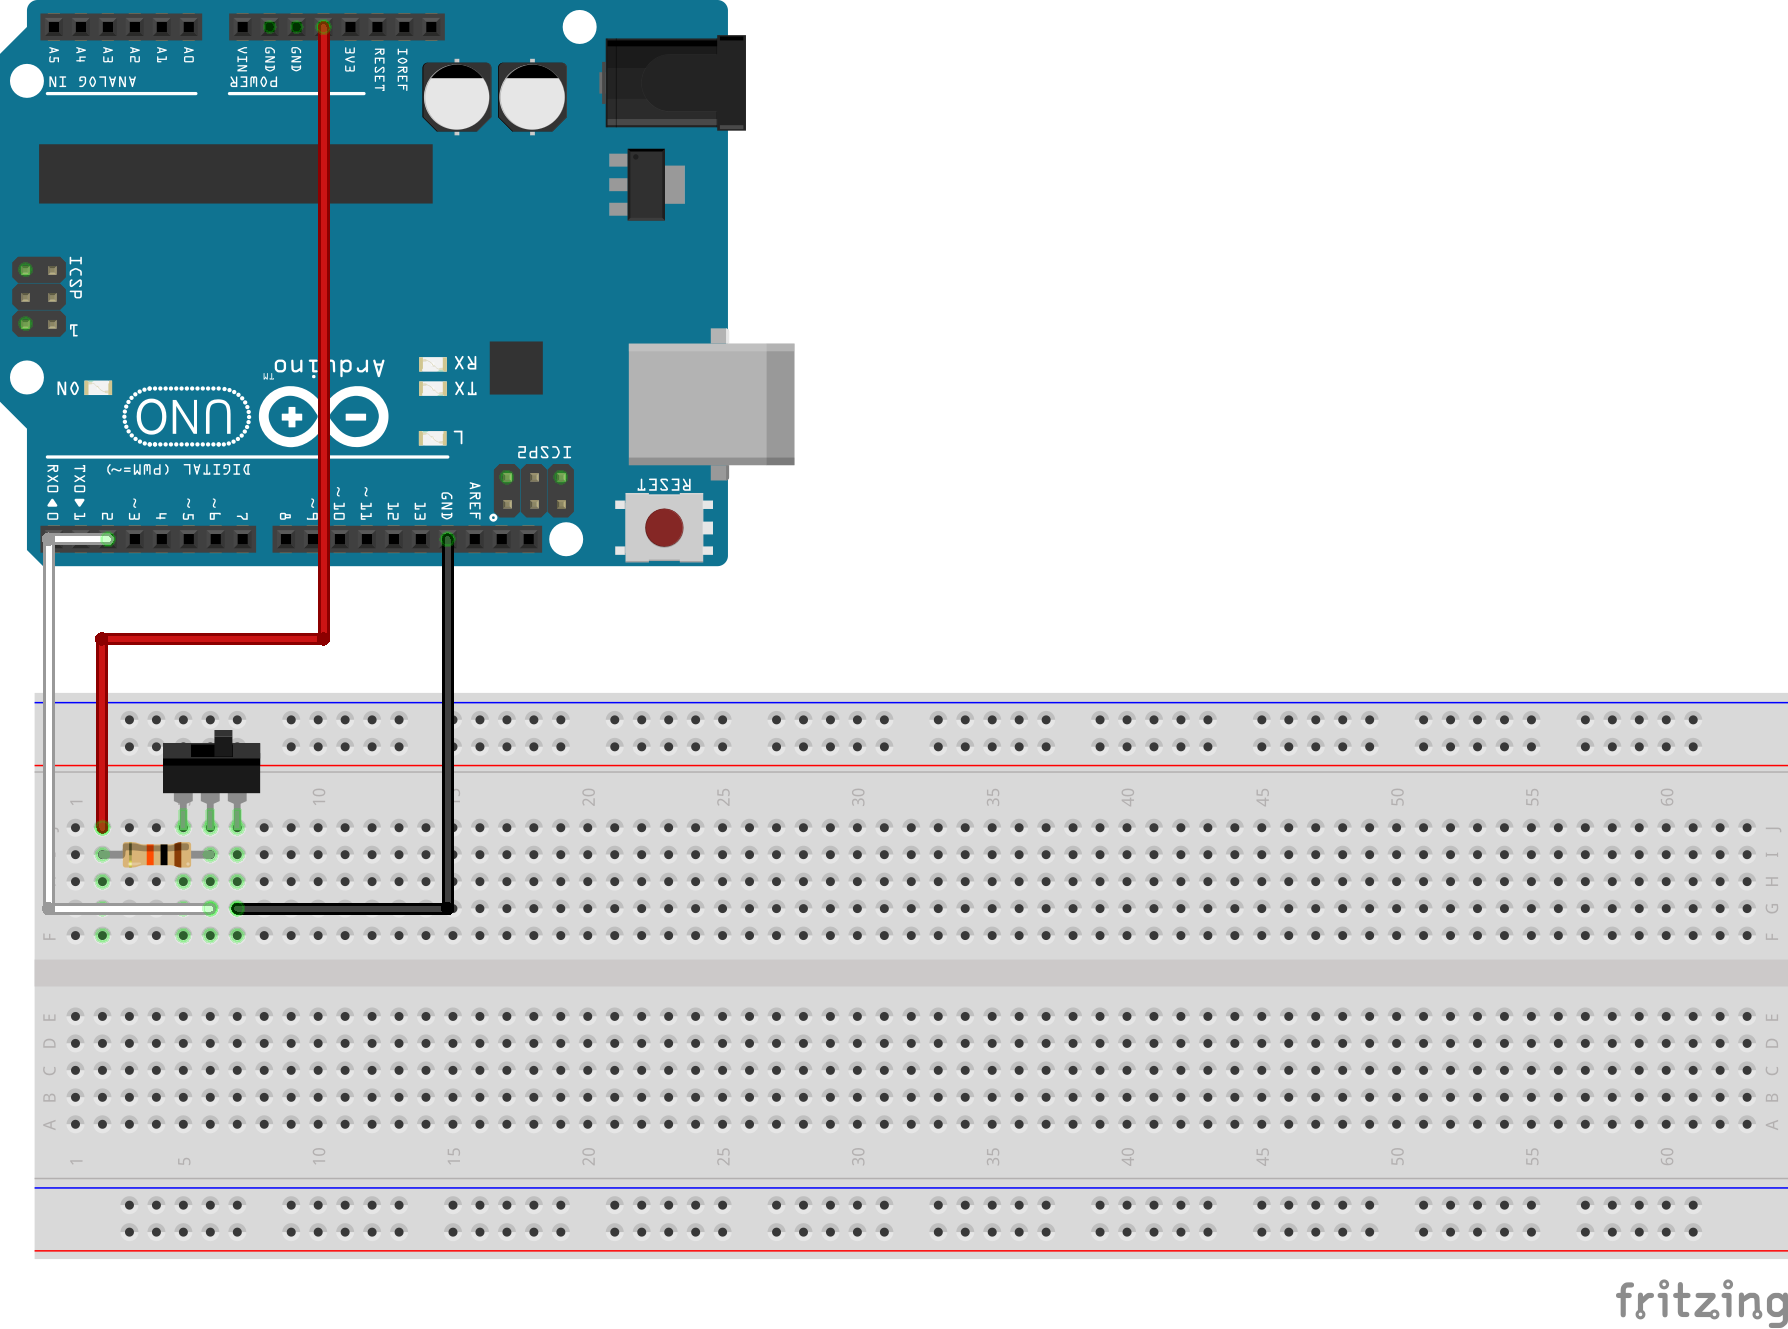 A5 A4 A3 A2 A1 A0
VIN GND GND 3V3 RESET IOREF
ANALOG IN
POWER
ICSP
1
Arduino
TM
RX
TX
L
ON
UNO
ICSP2
RESET
DIGITAL (PWM=~)
RX0◄0 TX0►1 2 ~3 4 ~5 ~6 7 8 ~9 ~10 ~11 12 13 GND AREF
1 10 15 20 25 30 35 40 45 50 55 60
J J
I
H
G
F F
E E
D D
C C
B B
A A
1 5 10 15 20 25 30 35 40 45 50 55 60
fritzing